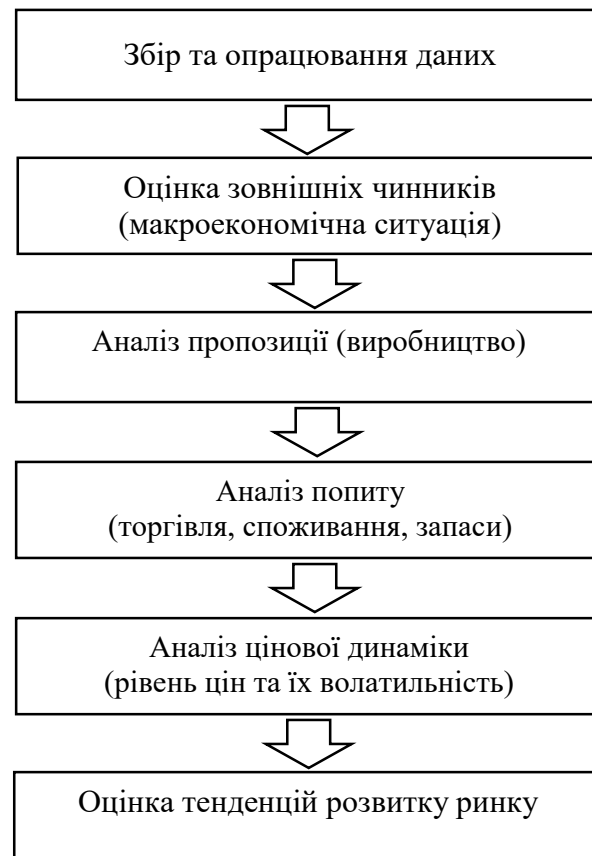 Збір та опрацювання даних
Оцінка зовнішніх чинників
(макроекономічна ситуація)
Аналіз пропозиції (виробництво)
Аналіз попиту
(торгівля, споживання, запаси)
Аналіз цінової динаміки
(рівень цін та їх волатильність)
Оцінка тенденцій розвитку ринку